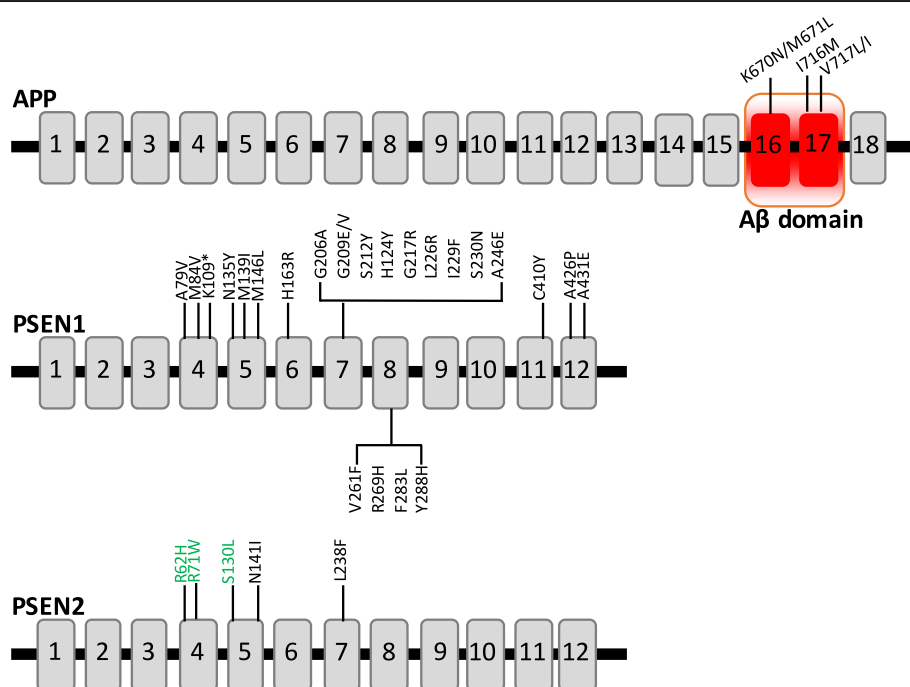 K670N/M671L
I716M
V717L/I
APP
1 2 3 4 5 6 7 8 9 10 11 12 13 14 15 16 17 18
Aβ domain
A79V
M84V
K109*
N135Y
M139I
M146L
H163R
G206A
G209E/V
S212Y
H124Y
G217R
L226R
I229F
S230N
A246E
C410Y
A426P
A431E
PSEN1
1 2 3 4 5 6 7 8 9 10 11 12
V261F
R269H
F283L
Y288H
R62H
R71W
S130L
N141I
L238F
PSEN2
1 2 3 4 5 6 7 8 9 10 11 12